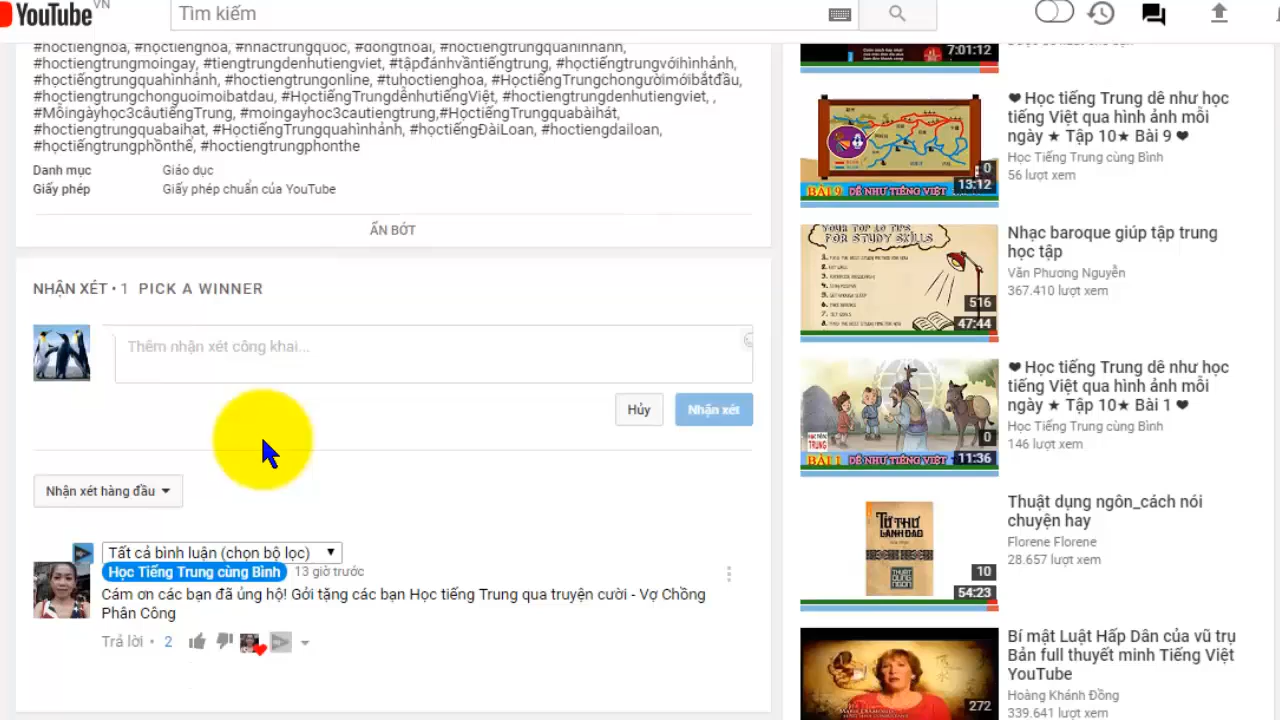 YouTube VN
Tìm kiếm
#hoctienghoa, #họctiếnghoa, #nhactrungquoc, #dongthoai, #hoctiengtrungquahinhanh,
#HọctiếngTrungchongườimớibắtđầu,
#hoctiengtrungchonguoimoibatdau, #HọctiếngTrungdễnhưtiếngViệt, #hoctiengtrungdenhutiengviet, ,
#Mỗingàyhọc3câutiếngTrung, #moingayhoc3cautiengtrung,#HọctiếngTrungquabàihát,
#hoctiengtrungquabaihat, #HọctiếngTrungquahìnhảnh, #họctiếngĐàiLoan, #hoctiengdailoan,
#họctiếngtrungphồnthể, #hoctiengtrungphonthe
Danh mục
Giáo dục
Giấy phép
Giấy phép chuẩn của YouTube
ẨN BỚT
NHẬN XÉT • 1 PICK A WINNER
Thêm nhận xét công khai...
Hủy
Nhận xét
Nhận xét hàng đầu
Tất cả bình luận (chọn bộ lọc)
Học Tiếng Trung cùng Bình 13 giờ trước
Cám ơn các bạn đã ủng hộ! Gởi tặng các bạn Học tiếng Trung qua truyện cười - Vợ Chồng
Phân Công
Trả lời • 2
7:01:12
❤ Học tiếng Trung dễ như học
tiếng Việt qua hình ảnh mỗi
ngày ★ Tập 10★ Bài 9 ❤
Học Tiếng Trung cùng Bình
56 lượt xem
0
13:12
BÀI 9 DỄ NHƯ TIẾNG VIỆT
Nhạc baroque giúp tập trung
học tập
Văn Phương Nguyễn
367.410 lượt xem
YOUR TOP 10 TIPS
FOR STUDY SKILLS
516
47:44
❤ Học tiếng Trung dễ như học
tiếng Việt qua hình ảnh mỗi
ngày ★ Tập 10★ Bài 1 ❤
Học Tiếng Trung cùng Bình
146 lượt xem
0
11:36
BÀI 1 DỄ NHƯ TIẾNG VIỆT
Thuật dụng ngôn_cách nói
chuyện hay
Florene Florene
28.657 lượt xem
TỪ THƯ
LÃNH ĐẠO
THUẬT
DỤNG
NGÔN
10
54:23
Bí mật Luật Hấp Dẫn của vũ trụ
Bản full thuyết minh Tiếng Việt
YouTube
Hoàng Khánh Đồng
339.641 lượt xem
272